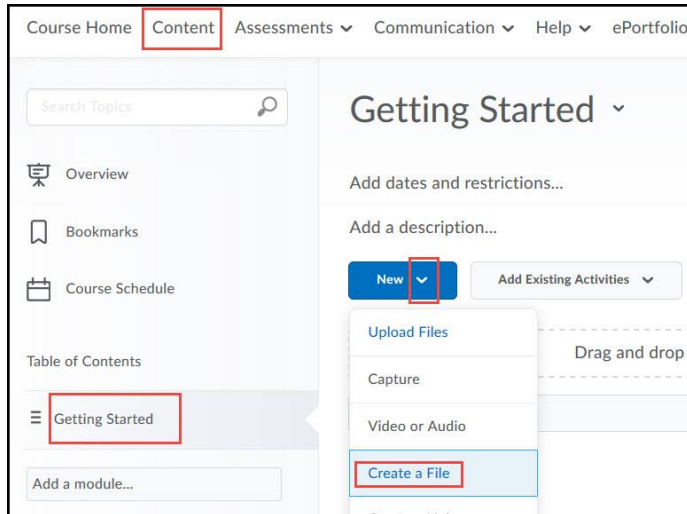 Course Home Content Assessments Communication Help ePortfolio
Search Topics
Overview
Bookmarks
Course Schedule
Table of Contents
Getting Started
Add a module...
Getting Started
Add dates and restrictions...
Add a description...
New Add Existing Activities
Upload Files
Drag and drop
Capture
Video or Audio
Create a File